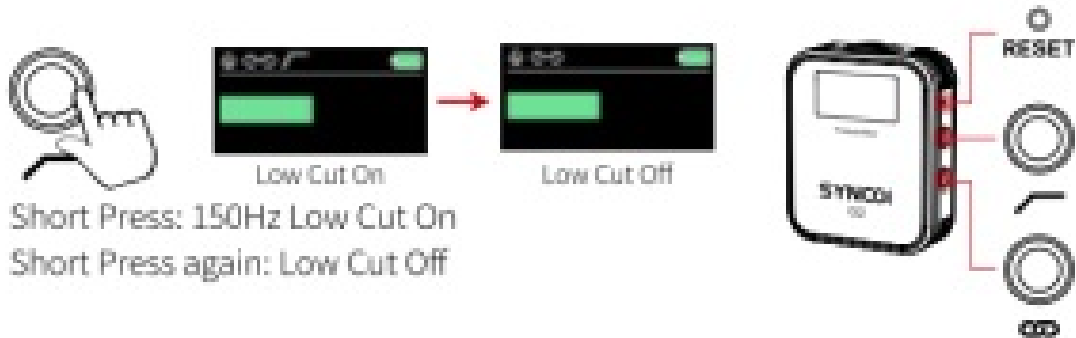 Low Cut On
Low Cut Off
Short Press: 150Hz Low Cut On
Short Press again: Low Cut Off
RESET
SYNCO